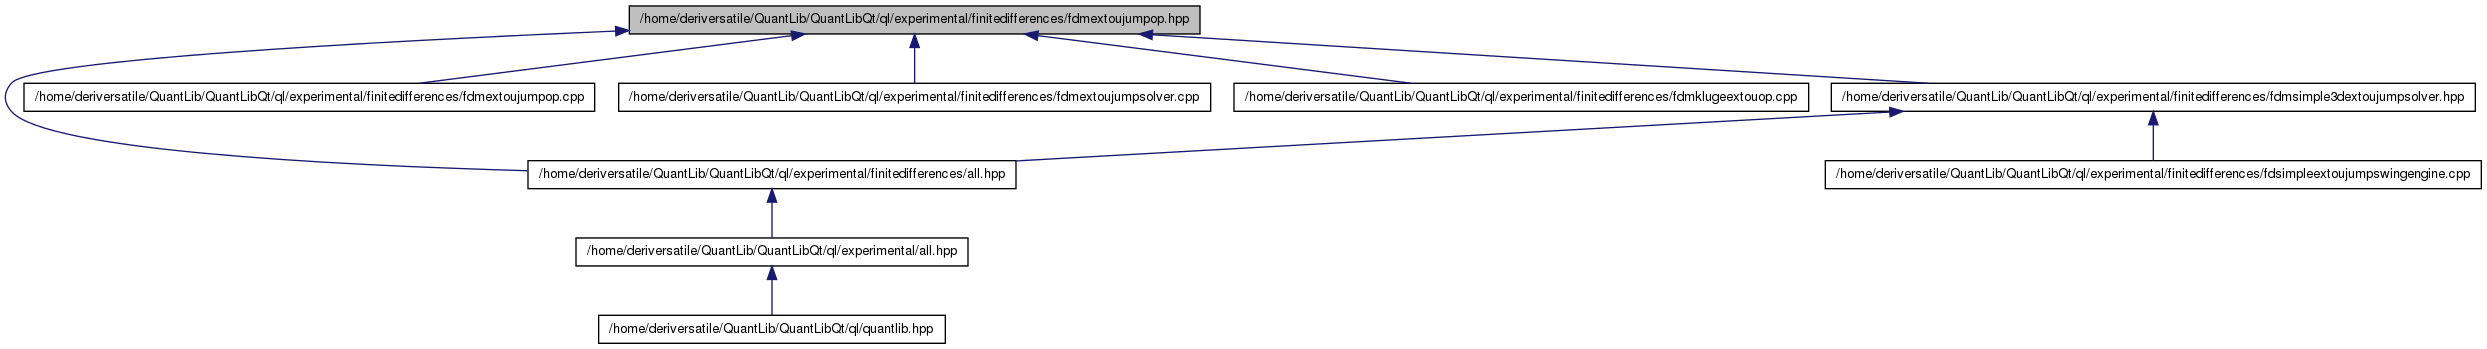 /home/deriversatile/QuantLib/QuantLibQt/ql/experimental/finitedifferences/fdmextoujumpop.hpp
/home/deriversatile/QuantLib/QuantLibQt/ql/experimental/finitedifferences/fdmextoujumpop.cpp
/home/deriversatile/QuantLib/QuantLibQt/ql/experimental/finitedifferences/fdmextoujumpsolver.cpp
/home/deriversatile/QuantLib/QuantLibQt/ql/experimental/finitedifferences/fdmklugeextouop.cpp
/home/deriversatile/QuantLib/QuantLibQt/ql/experimental/finitedifferences/fdmsimple3dextoujumpsolver.hpp
/home/deriversatile/QuantLib/QuantLibQt/ql/experimental/finitedifferences/all.hpp
/home/deriversatile/QuantLib/QuantLibQt/ql/experimental/finitedifferences/fdsimpleextoujumpswingengine.cpp
/home/deriversatile/QuantLib/QuantLibQt/ql/experimental/all.hpp
/home/deriversatile/QuantLib/QuantLibQt/ql/quantlib.hpp